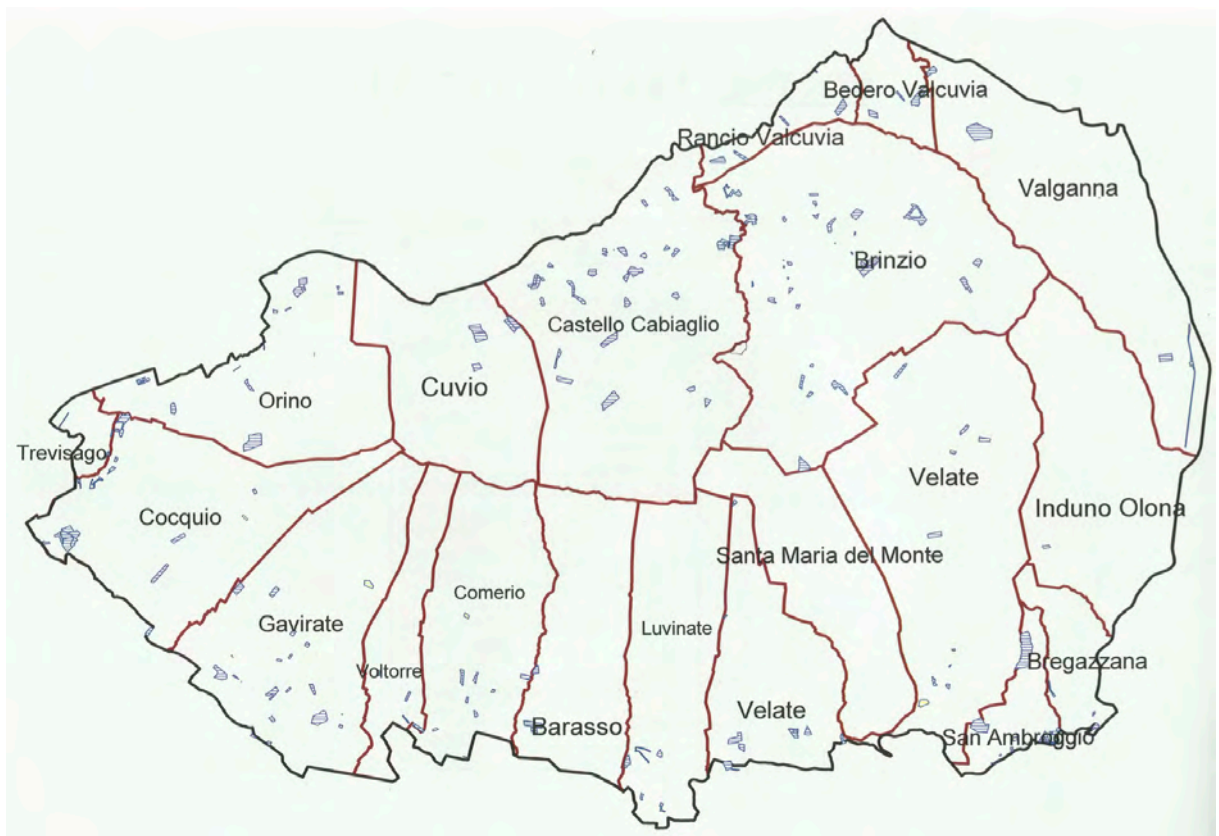 Bedero Valcuvia
Rancio Valcuvia
Valganna
Brinzio
Castello Cabiaglio
Cuvio
Orino
Trevisago
Velate
Induno Olona
Cocquio
Santa Maria del Monte
Comerio
Gavirate
Luvinate
Voltorre
Bregazzana
Velate
Barasso
San Ambroggio